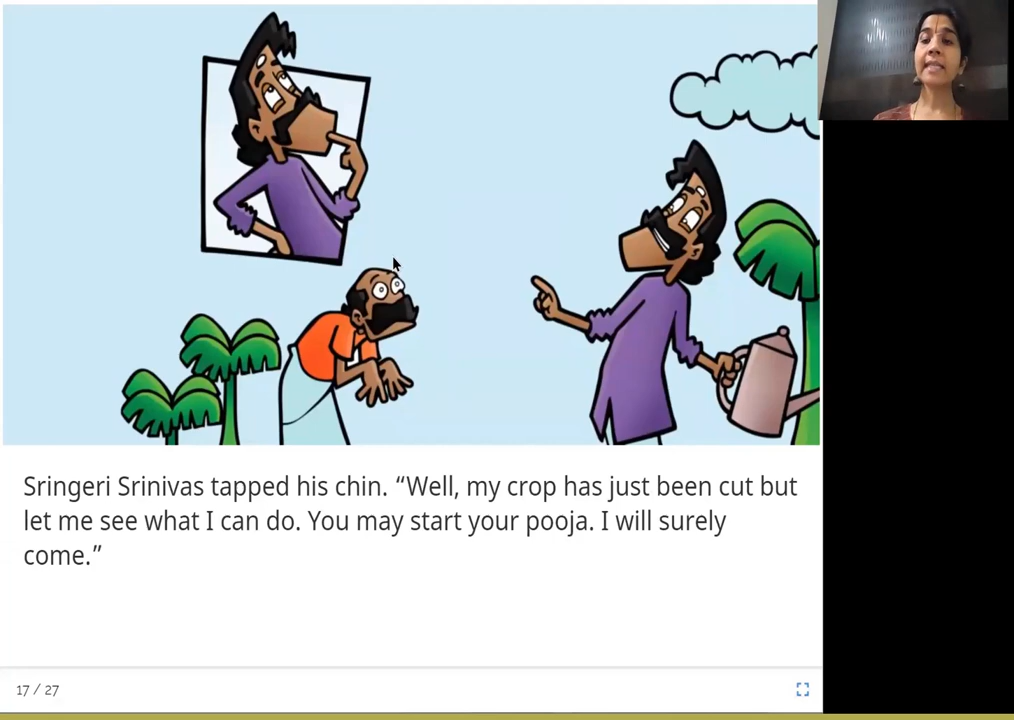 Sringeri Srinivas tapped his chin. “Well, my crop has just been cut but
let me see what I can do. You may start your pooja. I will surely
come.”
17 / 27